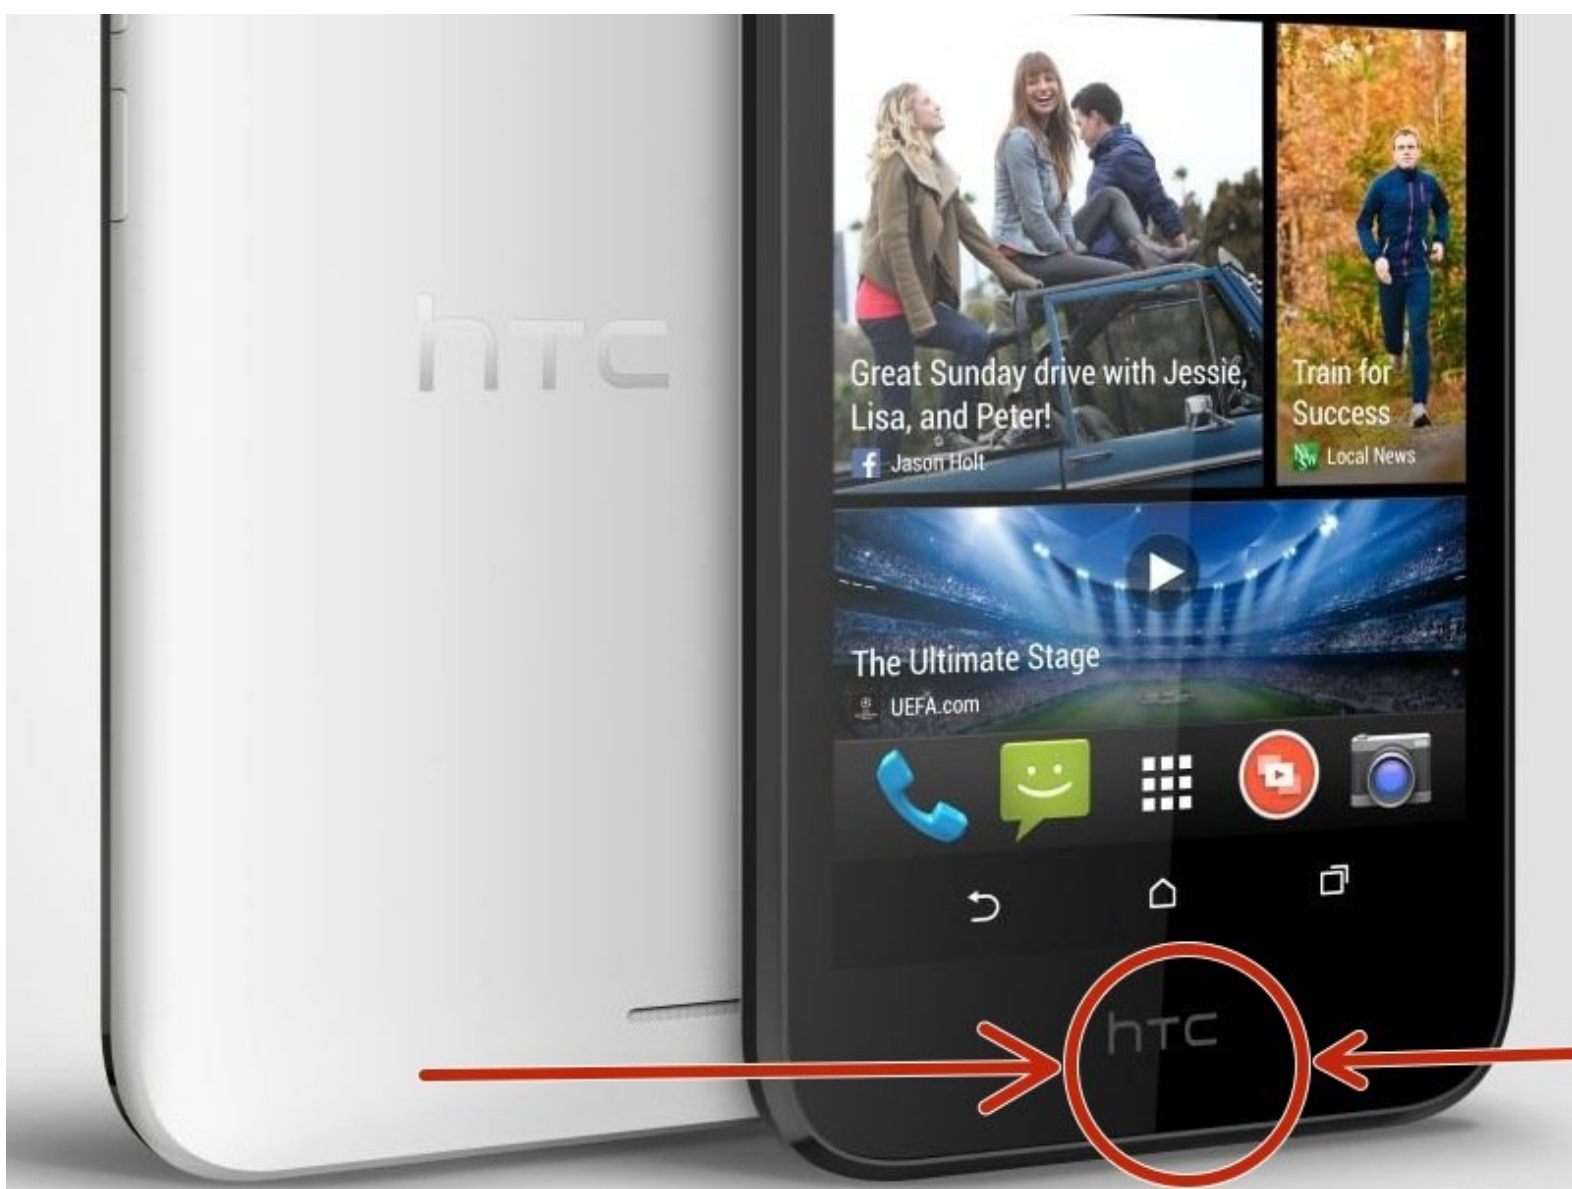 hTC
Great Sunday drive with Jessie,
Lisa, and Peter!
f Jason Holt
Train for
Success
Local News
The Ultimate Stage
UEFA.com
hTC